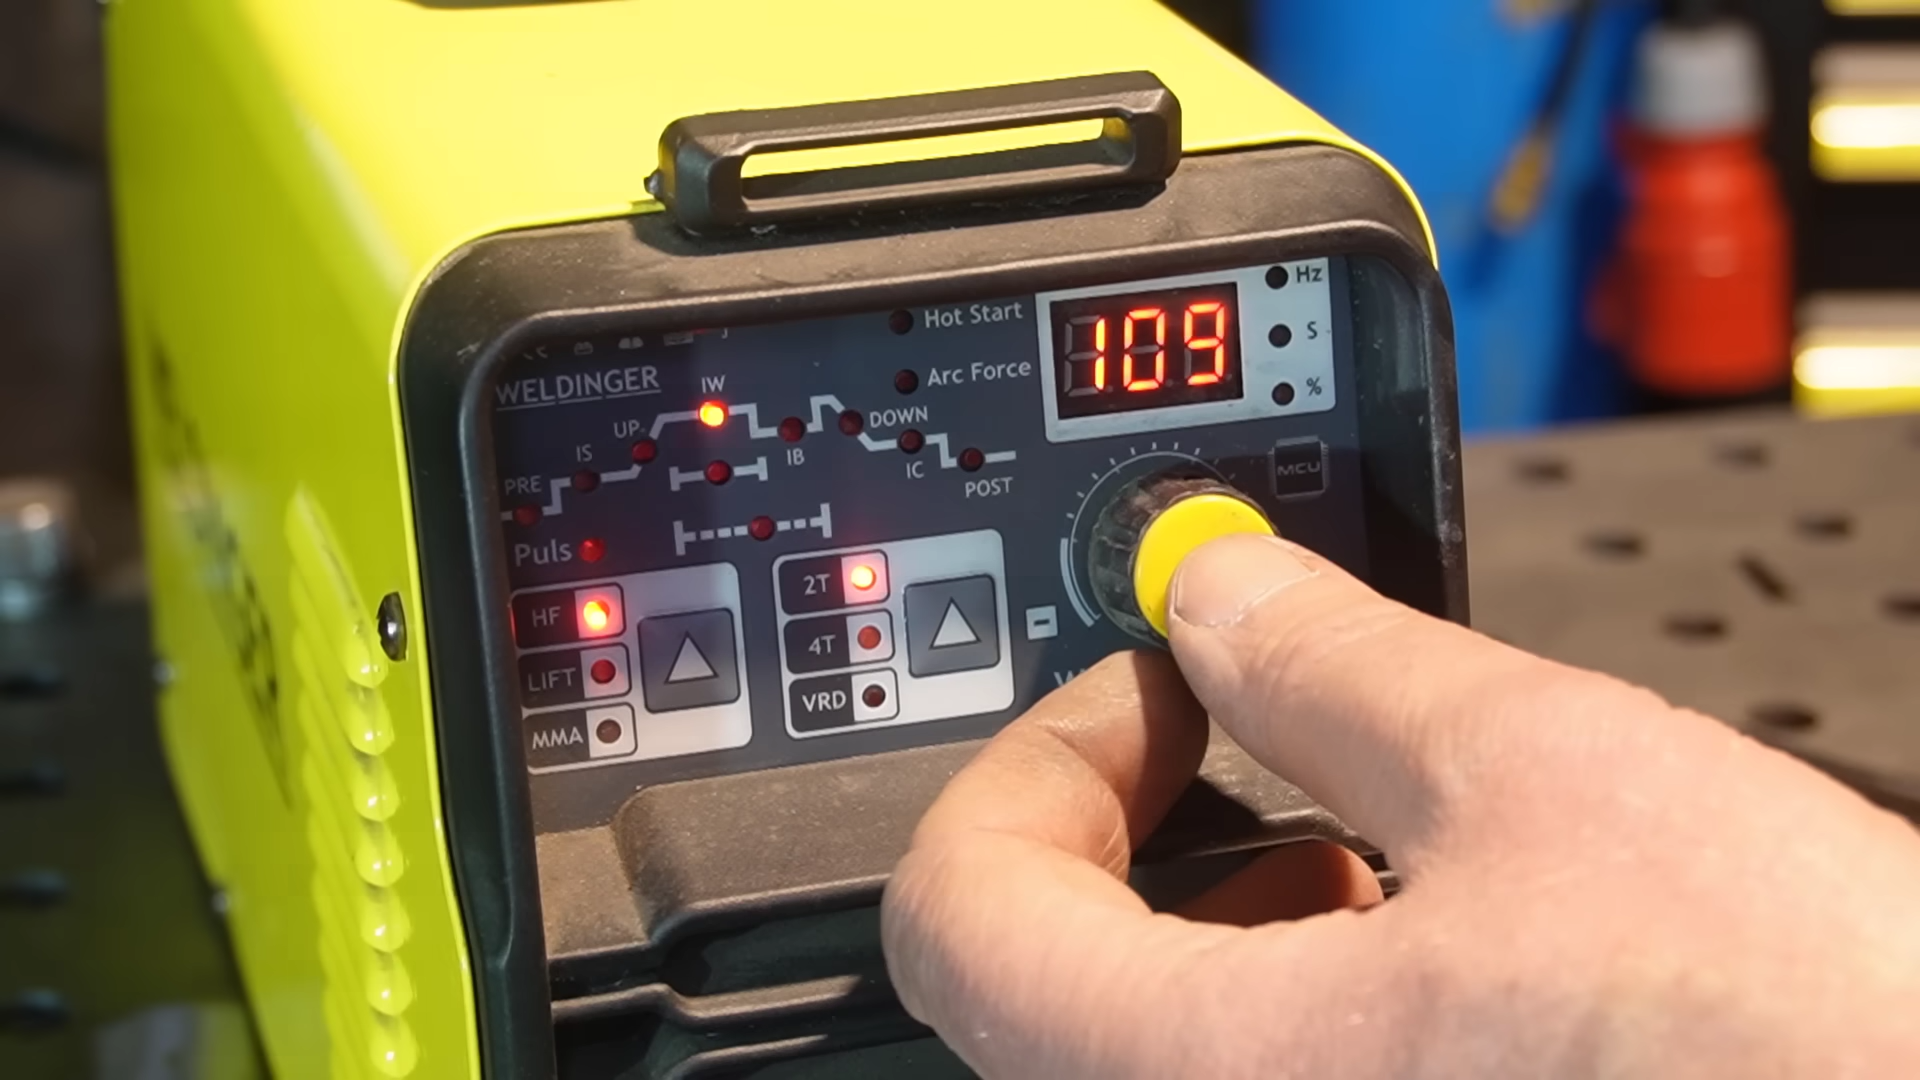 Hot Start
109
Hz
S
%
WELDINGER
Arc Force
IW
UP
DOWN
IS
IB
IC
PRE
POST
MCU
Puls
HF
2T
LIFT
4T
MMA
VRD
-